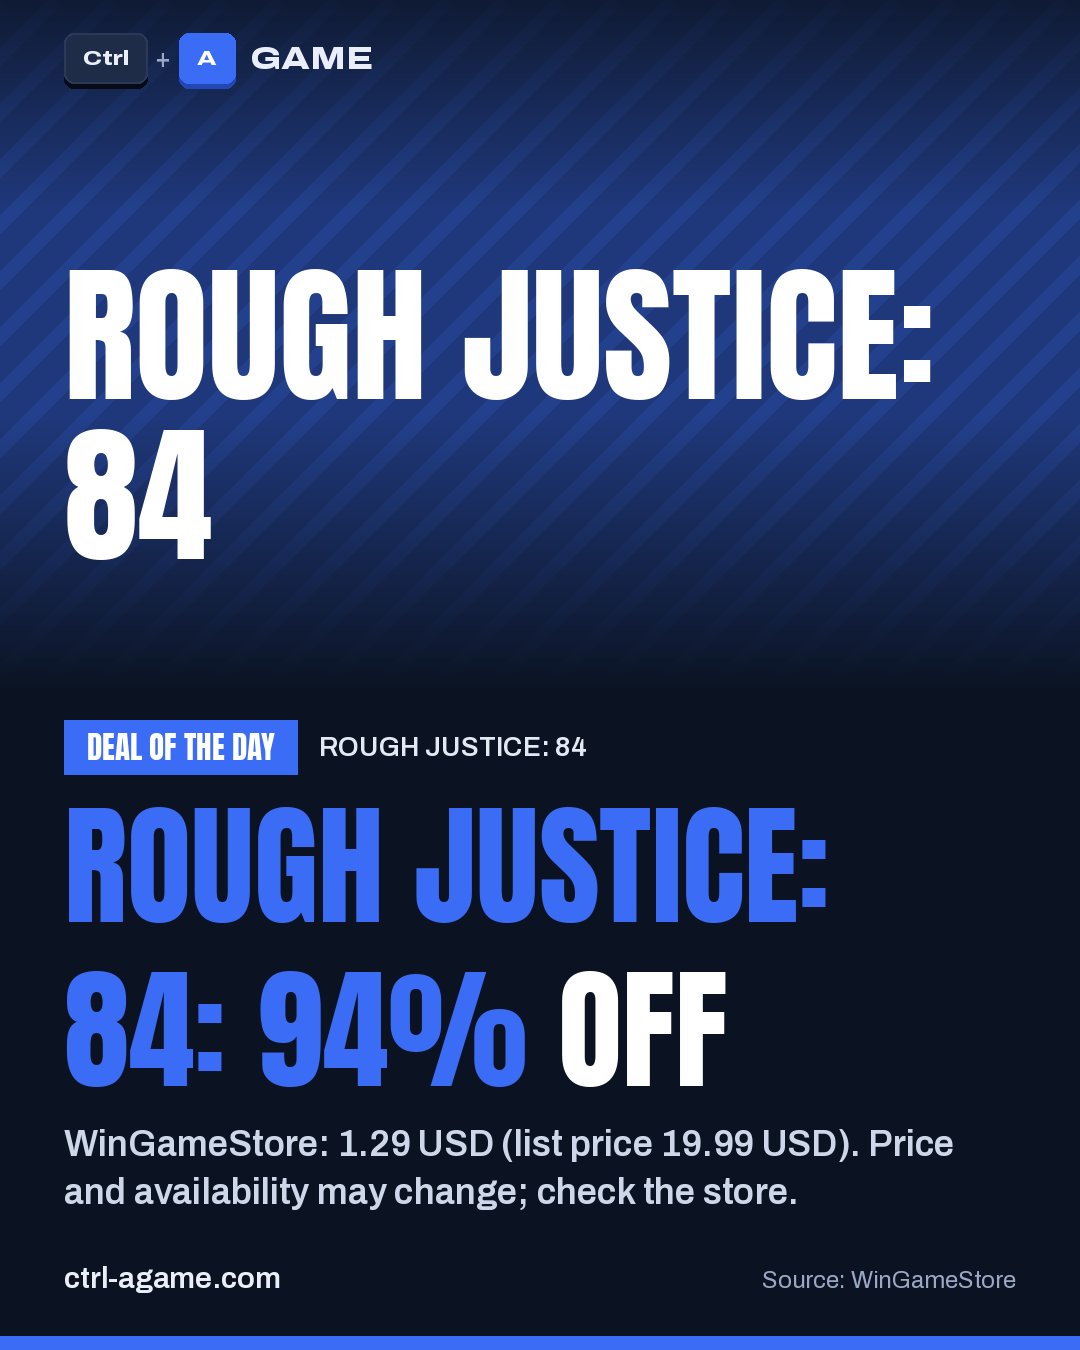 Ctrl + A GAME
ROUGH JUSTICE:
84
DEAL OF THE DAY ROUGH JUSTICE: 84
ROUGH JUSTICE:
84: 94% OFF
WinGameStore: 1.29 USD (list price 19.99 USD). Price
and availability may change; check the store.
ctrl-agame.com Source: WinGameStore